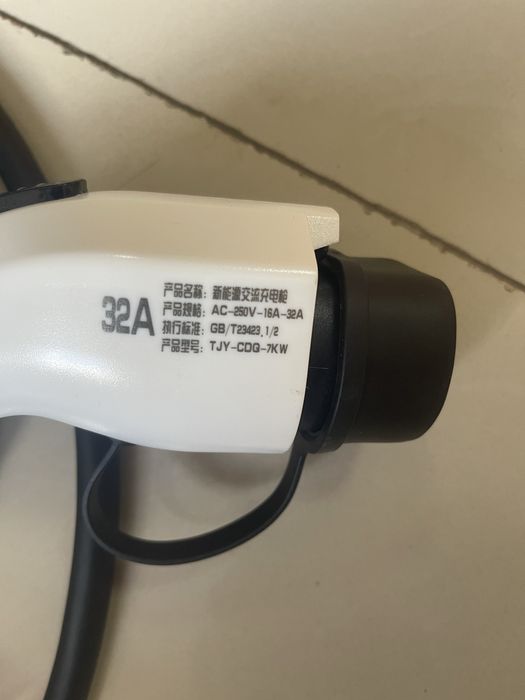 32A
产品名称: 新能源交流充电枪
产品规格: AC-250V-16A-32A
执行标准: GB/T23423.1/2
产品型号: TJY-CDQ-7KW